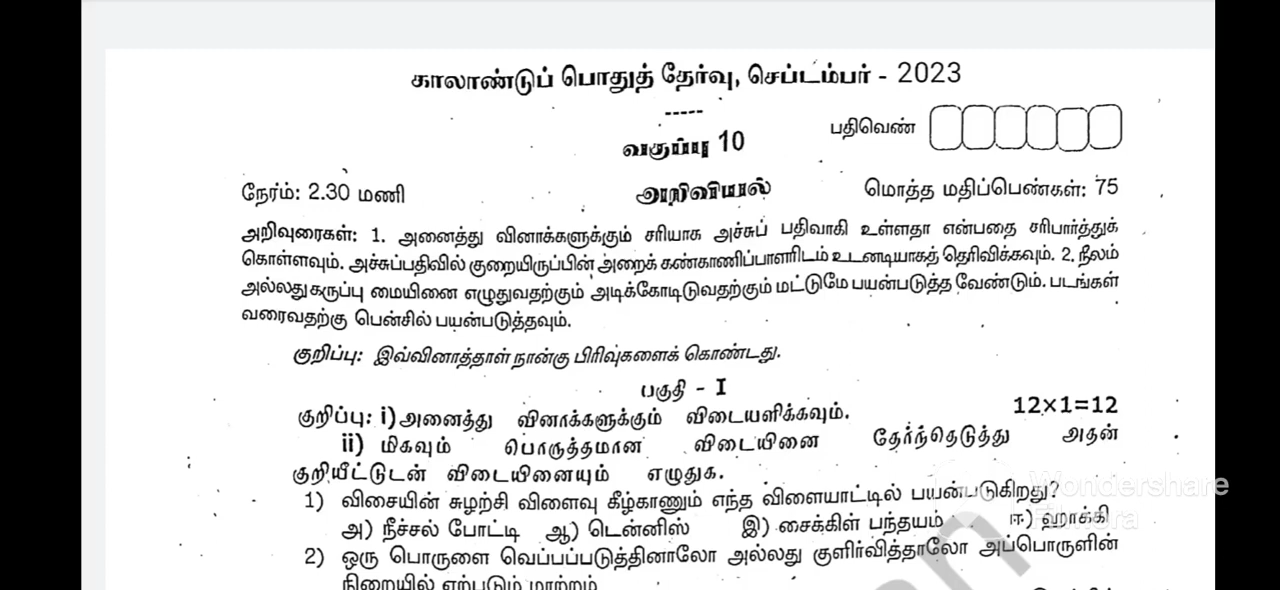 காலாண்டுப் பொதுத் தேர்வு, செப்டம்பர் - 2023
-----
பதிவெண்
வகுப்பு 10
நேரம்: 2.30 மணி அறிவியல் மொத்த மதிப்பெண்கள்: 75
அறிவுரைகள்: 1. அனைத்து வினாக்களுக்கும் சரியாக அச்சுப் பதிவாகி உள்ளதா என்பதை சரிபார்த்துக்
கொள்ளவும். அச்சுப்பதிவில் குறையிருப்பின் அறைக் கண்காணிப்பாளரிடம் உடனடியாகத் தெரிவிக்கவும். 2. நீலம்
அல்லது கருப்பு மையினை எழுதுவதற்கும் அடிக்கோடிடுவதற்கும் மட்டுமே பயன்படுத்த வேண்டும். படங்கள்
வரைவதற்கு பென்சில் பயன்படுத்தவும்.
குறிப்பு: இவ்வினாத்தாள் நான்கு பிரிவுகளைக் கொண்டது.
பகுதி - I
குறிப்பு: i) அனைத்து வினாக்களுக்கும் விடையளிக்கவும். 12×1=12
ii) மிகவும் பொருத்தமான விடையினை தேர்ந்தெடுத்து அதன்
குறியீட்டுடன் விடையினையும் எழுதுக.
1) விசையின் சுழற்சி விளைவு கீழ்காணும் எந்த விளையாட்டில் பயன்படுகிறது?
அ) நீச்சல் போட்டி ஆ) டென்னிஸ் இ) சைக்கிள் பந்தயம் ஈ) ஹாக்கி
2) ஒரு பொருளை வெப்பப்படுத்தினாலோ அல்லது குளிர்வித்தாலோ அப்பொருளின்
நிறையில் ஏற்படும் மாற்றம்
Wondershare
Filmora